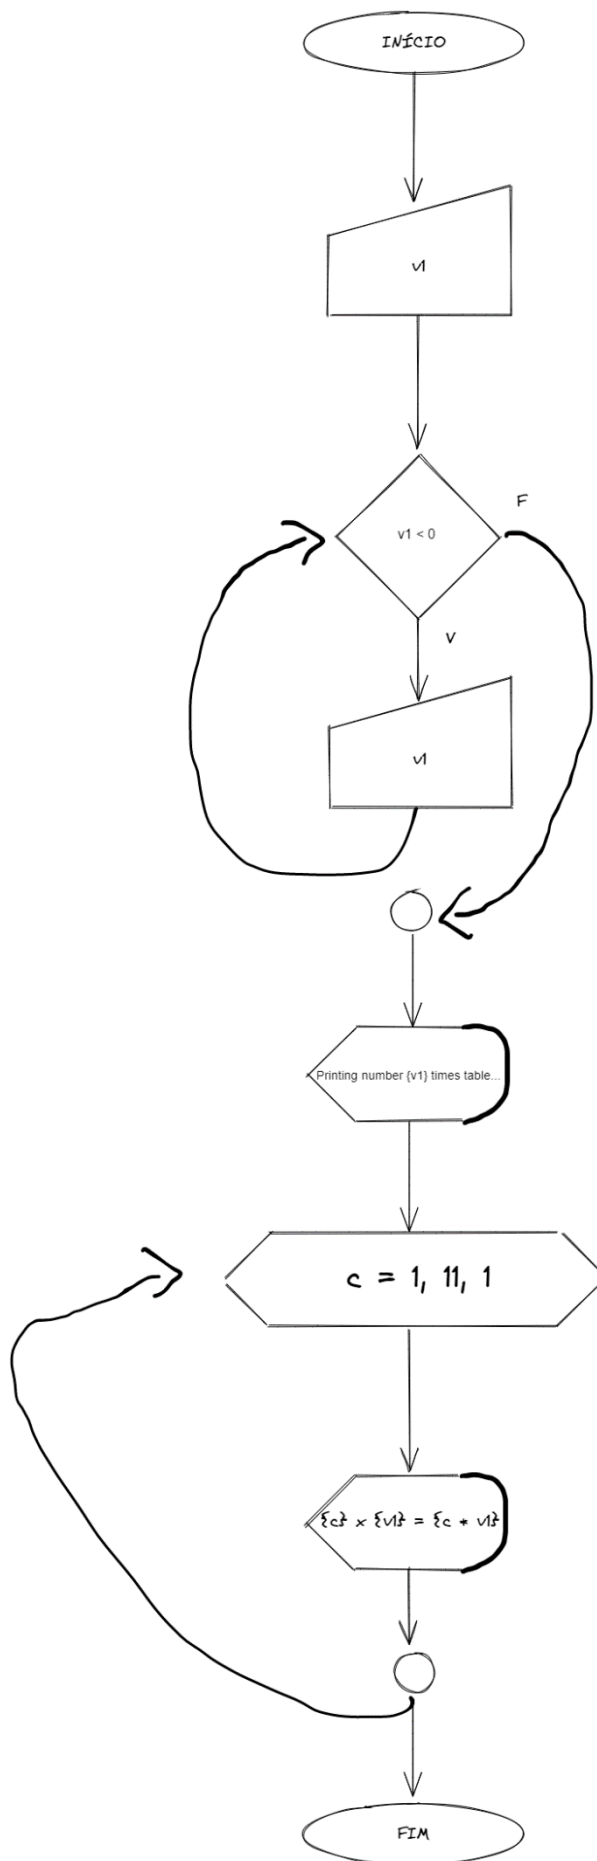 INÍCIO
v1
v1 < 0
F
V
v1
Printing number {v1} times table...
c = 1, 11, 1
{c} x {v1} = {c * v1}
FIM